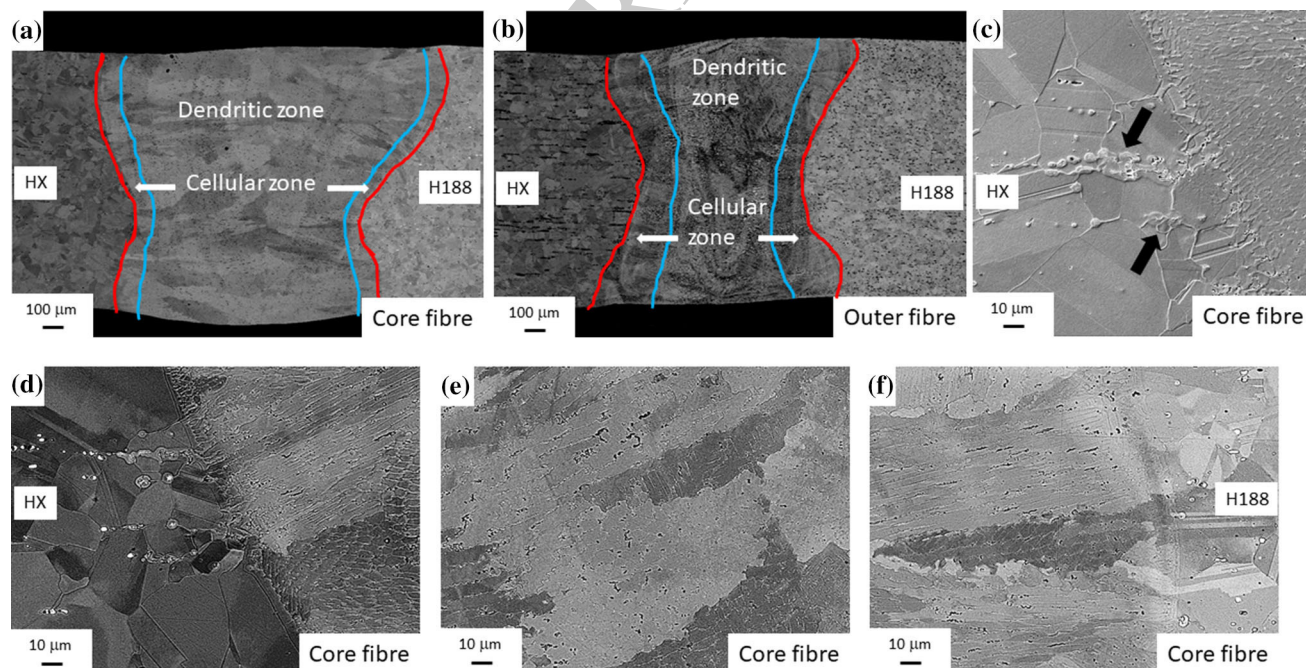 (a)
Dendritic zone
HX
Cellular zone
H188
100 μm
Core fibre
(b)
Dendritic
zone
HX
H188
Cellular
zone
100 μm
Outer fibre
(c)
HX
10 μm
Core fibre
(d)
HX
10 μm
Core fibre
(e)
10 μm
Core fibre
(f)
H188
10 μm
Core fibre